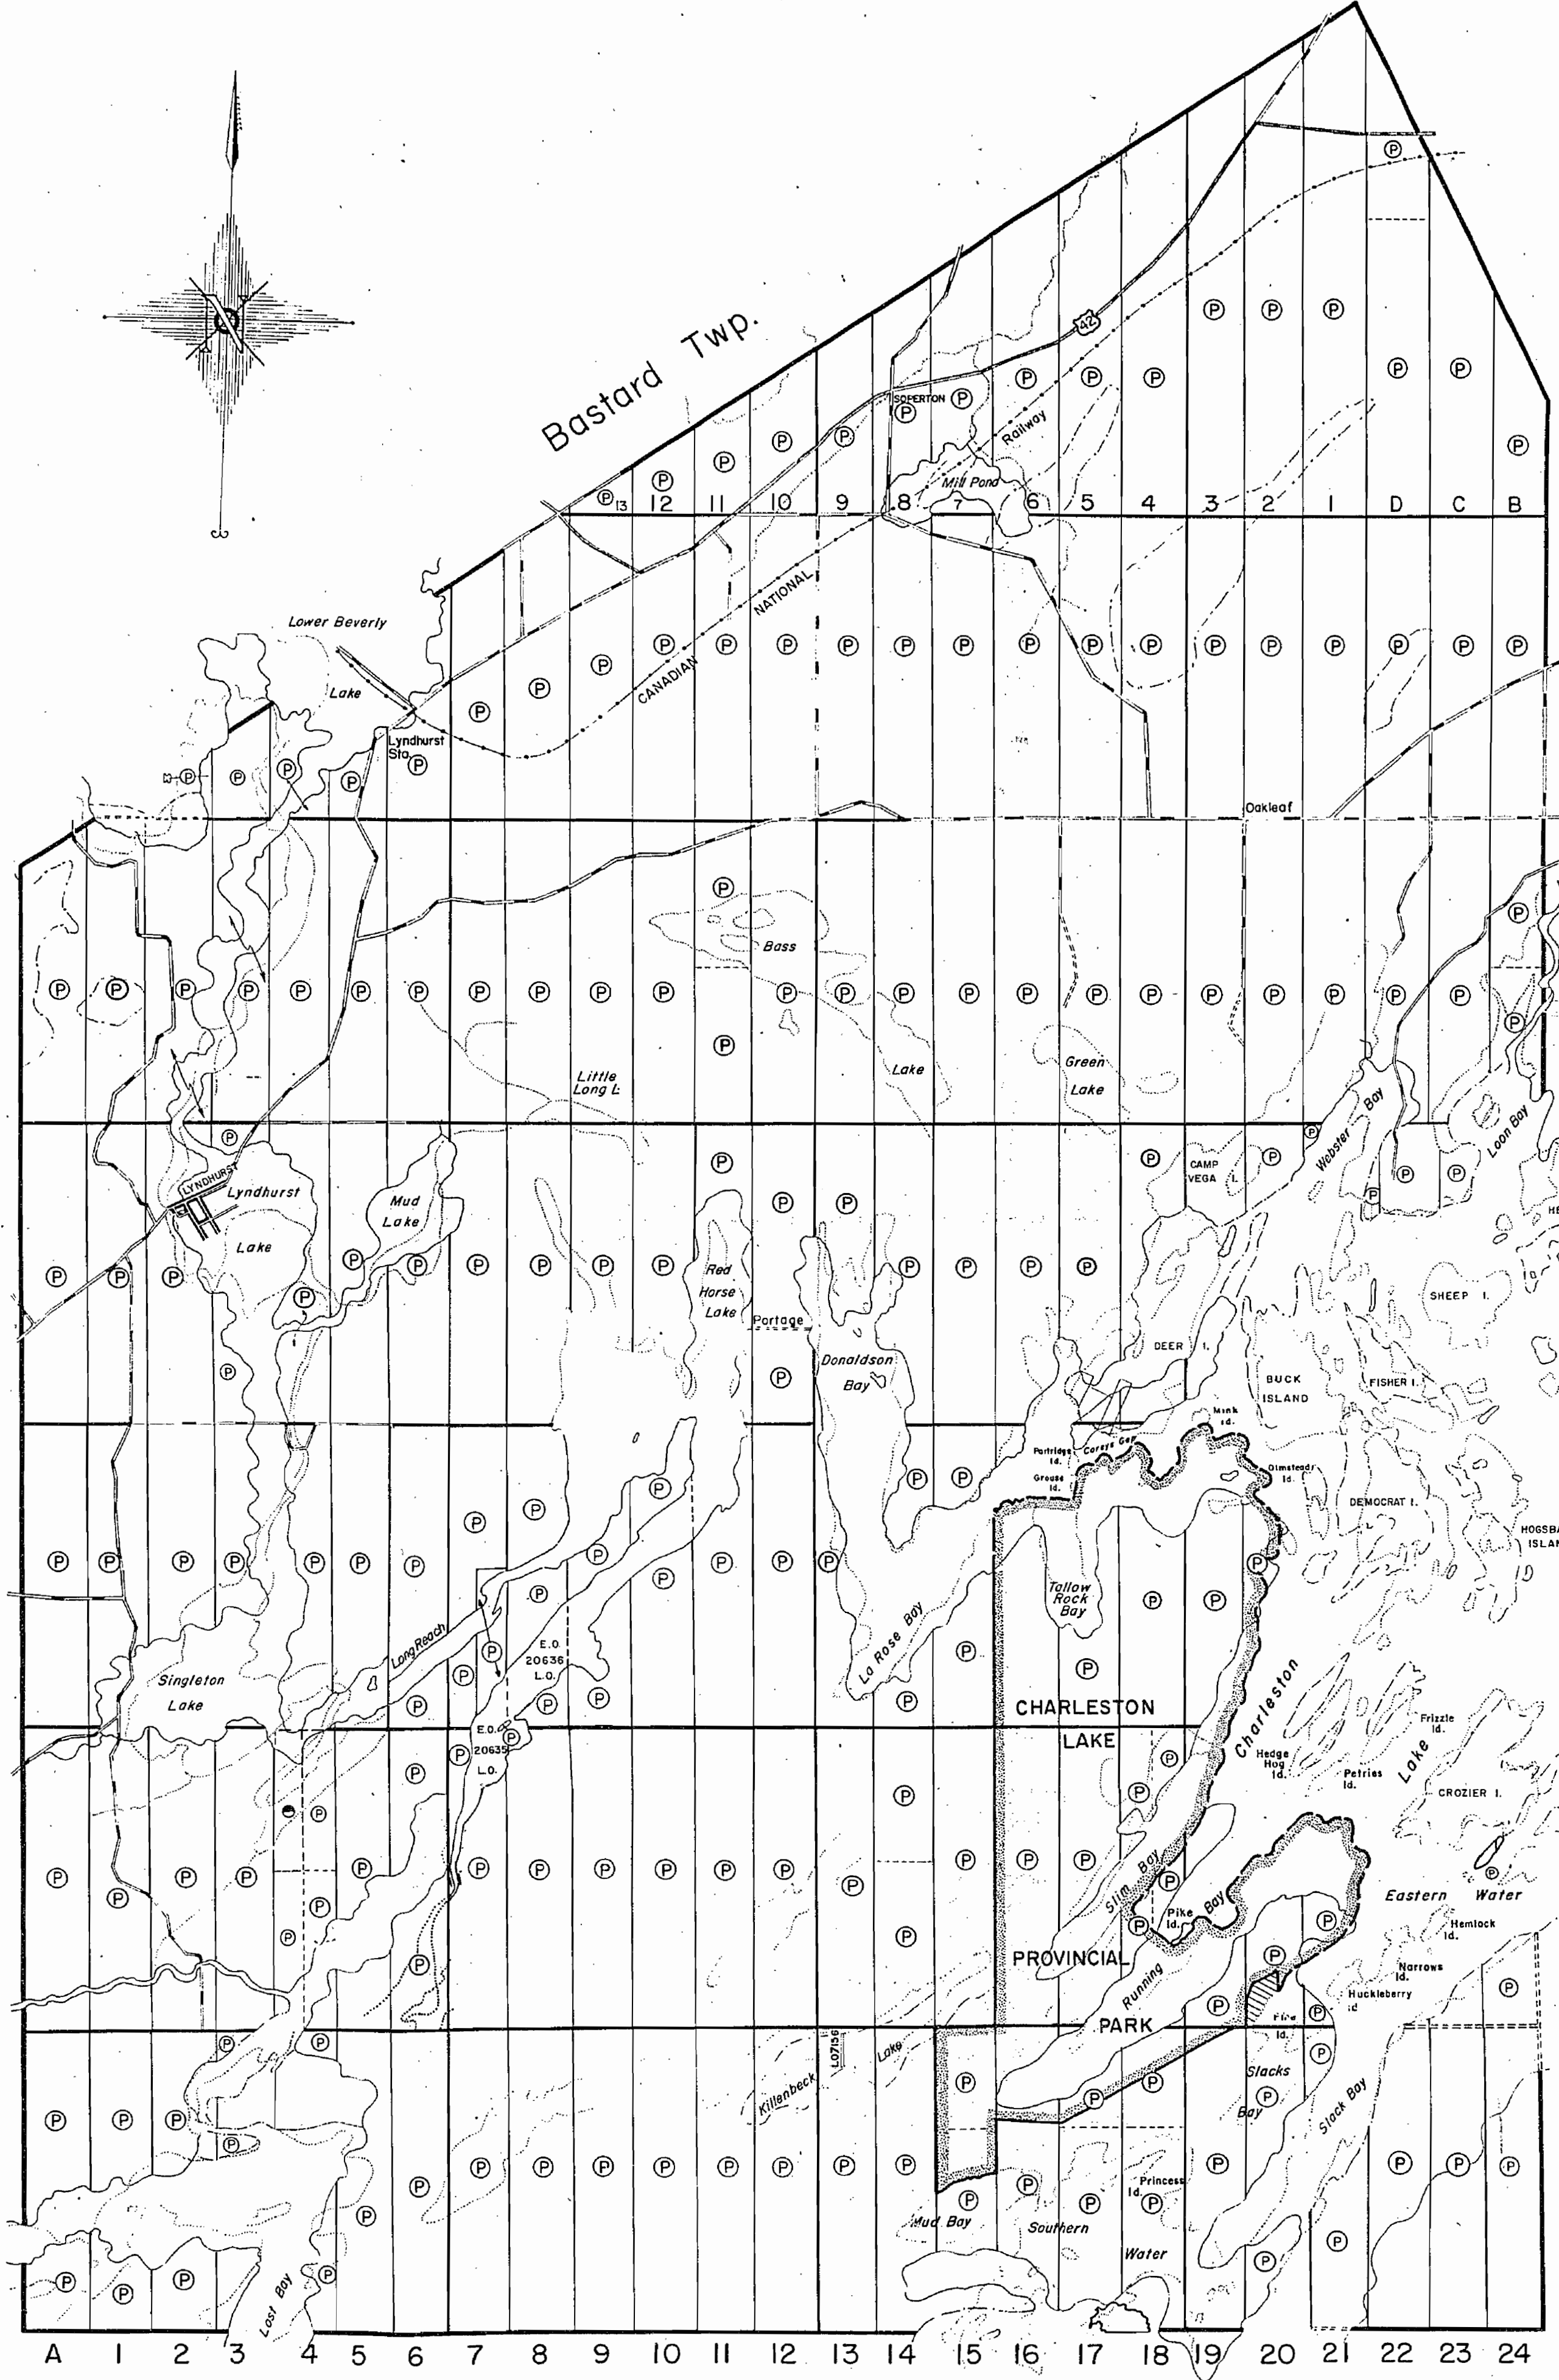 N
Bastard Twp.
42
P
SOPERTON
Railway
Mill Pond
13 12 11 10 9 8 7 6 5 4 3 2 1 D C B
CANADIAN NATIONAL
Lower Beverly
Lake
Lyndhurst
Sta.
Oakleaf
Bass
Lake
Green
Lake
Little
Long L.
LYNDHURST
Lyndhurst
Lake
Mud
Lake
CAMP
VEGA I.
Webster Bay
Loon Bay
Red
Horse
Lake
Portage
Donaldson
Bay
SHEEP I.
DEER I.
BUCK
ISLAND
FISHER I.
Mink
Id.
Partridge
Id.
Coreys Gap
Grouse
Id.
Olmsteads
Id.
DEMOCRAT I.
HOGSBA
ISLAN
Tallow
Rock
Bay
La Rose Bay
Long Reach
E.O.
20636
L.O.
E.O.
20635
L.O.
Singleton
Lake
CHARLESTON
LAKE
PROVINCIAL
PARK
Charleston
Lake
Hedge
Hog
Id.
Petries
Id.
Frizzle
Id.
CROZIER I.
Slim Bay
Pike
Id.
Running
Bay
Eastern Water
Hemlock
Id.
Narrows
Id.
Huckleberry
Id
Fire
Id.
Slacks
Bay
Slack Bay
LO7156
Killenbeck
Lake
Princess
Id.
Mud Bay
Southern
Water
Lost Bay
A 1 2 3 4 5 6 7 8 9 10 11 12 13 14 15 16 17 18 19 20 21 22 23 24